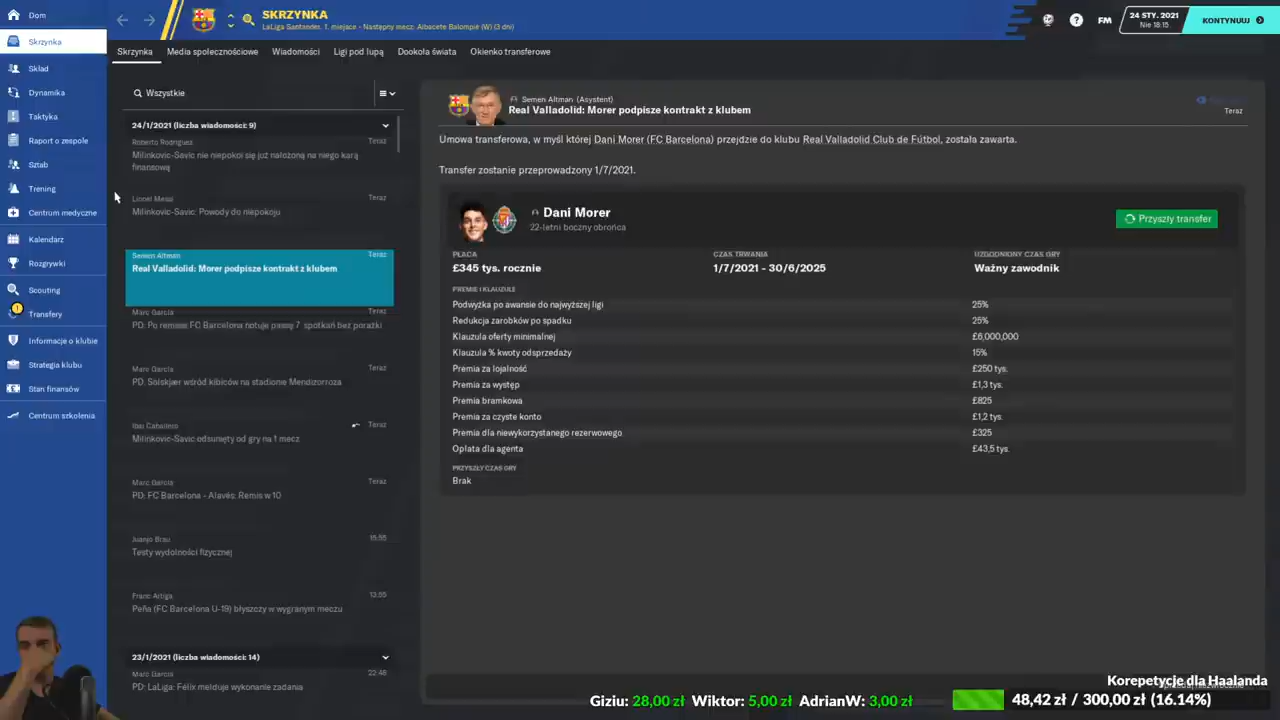 Dom
SKRZYNKA
LaLiga Santander, 1. miejsce - Następny mecz: Albacete Balompié (W) (3 dni)
FM
24 STY. 2021
Nie 18:15
KONTYNUUJ
Skrzynka
Skład
Dynamika
Taktyka
Raport o zespole
Sztab
Trening
Centrum medyczne
Kalendarz
Rozgrywki
Scouting
1
Transfery
Informacje o klubie
Strategia klubu
Stan finansów
Centrum szkolenia
Skrzynka
Media społecznościowe
Wiadomości
Ligi pod lupą
Dookoła świata
Okienko transferowe
Wszystkie
24/1/2021 (liczba wiadomości: 9)
Roberto Rodríguez Teraz
Milinkovic-Savic nie niepokoi się już nałożoną na niego karą
finansową
Lionel Messi Teraz
Milinkovic-Savic: Powody do niepokoju
Semen Altman Teraz
Real Valladolid: Morer podpisze kontrakt z klubem
Marc García Teraz
PD: Po remisie FC Barcelona notuje passę 7 spotkań bez porażki
Marc García Teraz
PD: Solskjær wśród kibiców na stadionie Mendizorroza
Ibai Caballero Teraz
Milinkovic-Savic odsunięty od gry na 1 mecz
Marc García Teraz
PD: FC Barcelona - Alavés: Remis w 10
Juanjo Brau 15:55
Testy wydolności fizycznej
Franc Artiga 13:55
Peña (FC Barcelona U-19) błyszczy w wygranym meczu
23/1/2021 (liczba wiadomości: 14)
Marc García 22:48
PD: LaLiga: Félix melduje wykonanie zadania
Semen Altman (Asystent)
Real Valladolid: Morer podpisze kontrakt z klubem
Teraz
Umowa transferowa, w myśl której Dani Morer (FC Barcelona) przejdzie do klubu Real Valladolid Club de Fútbol, została zawarta.
Transfer zostanie przeprowadzony 1/7/2021.
Dani Morer
22-letni boczny obrońca
Przyszły transfer
PŁACA
£345 tys. rocznie
CZAS TRWANIA
1/7/2021 - 30/6/2025
UZGODNIONY CZAS GRY
Ważny zawodnik
PREMIE I KLAUZULE
Podwyżka po awansie do najwyższej ligi 25%
Redukcja zarobków po spadku 25%
Klauzula oferty minimalnej £6,000,000
Klauzula % kwoty odsprzedaży 15%
Premia za lojalność £250 tys.
Premia za występ £1,3 tys.
Premia bramkowa £825
Premia za czyste konto £1,2 tys.
Premia dla niewykorzystanego rezerwowego £325
Opłata dla agenta £43,5 tys.
PRZYSZŁY CZAS GRY
Brak
Korepetycje dla Haalanda
Giziu: 28,00 zł Wiktor: 5,00 zł AdrianW: 3,00 zł
48,42 zł / 300,00 zł (16.14%)